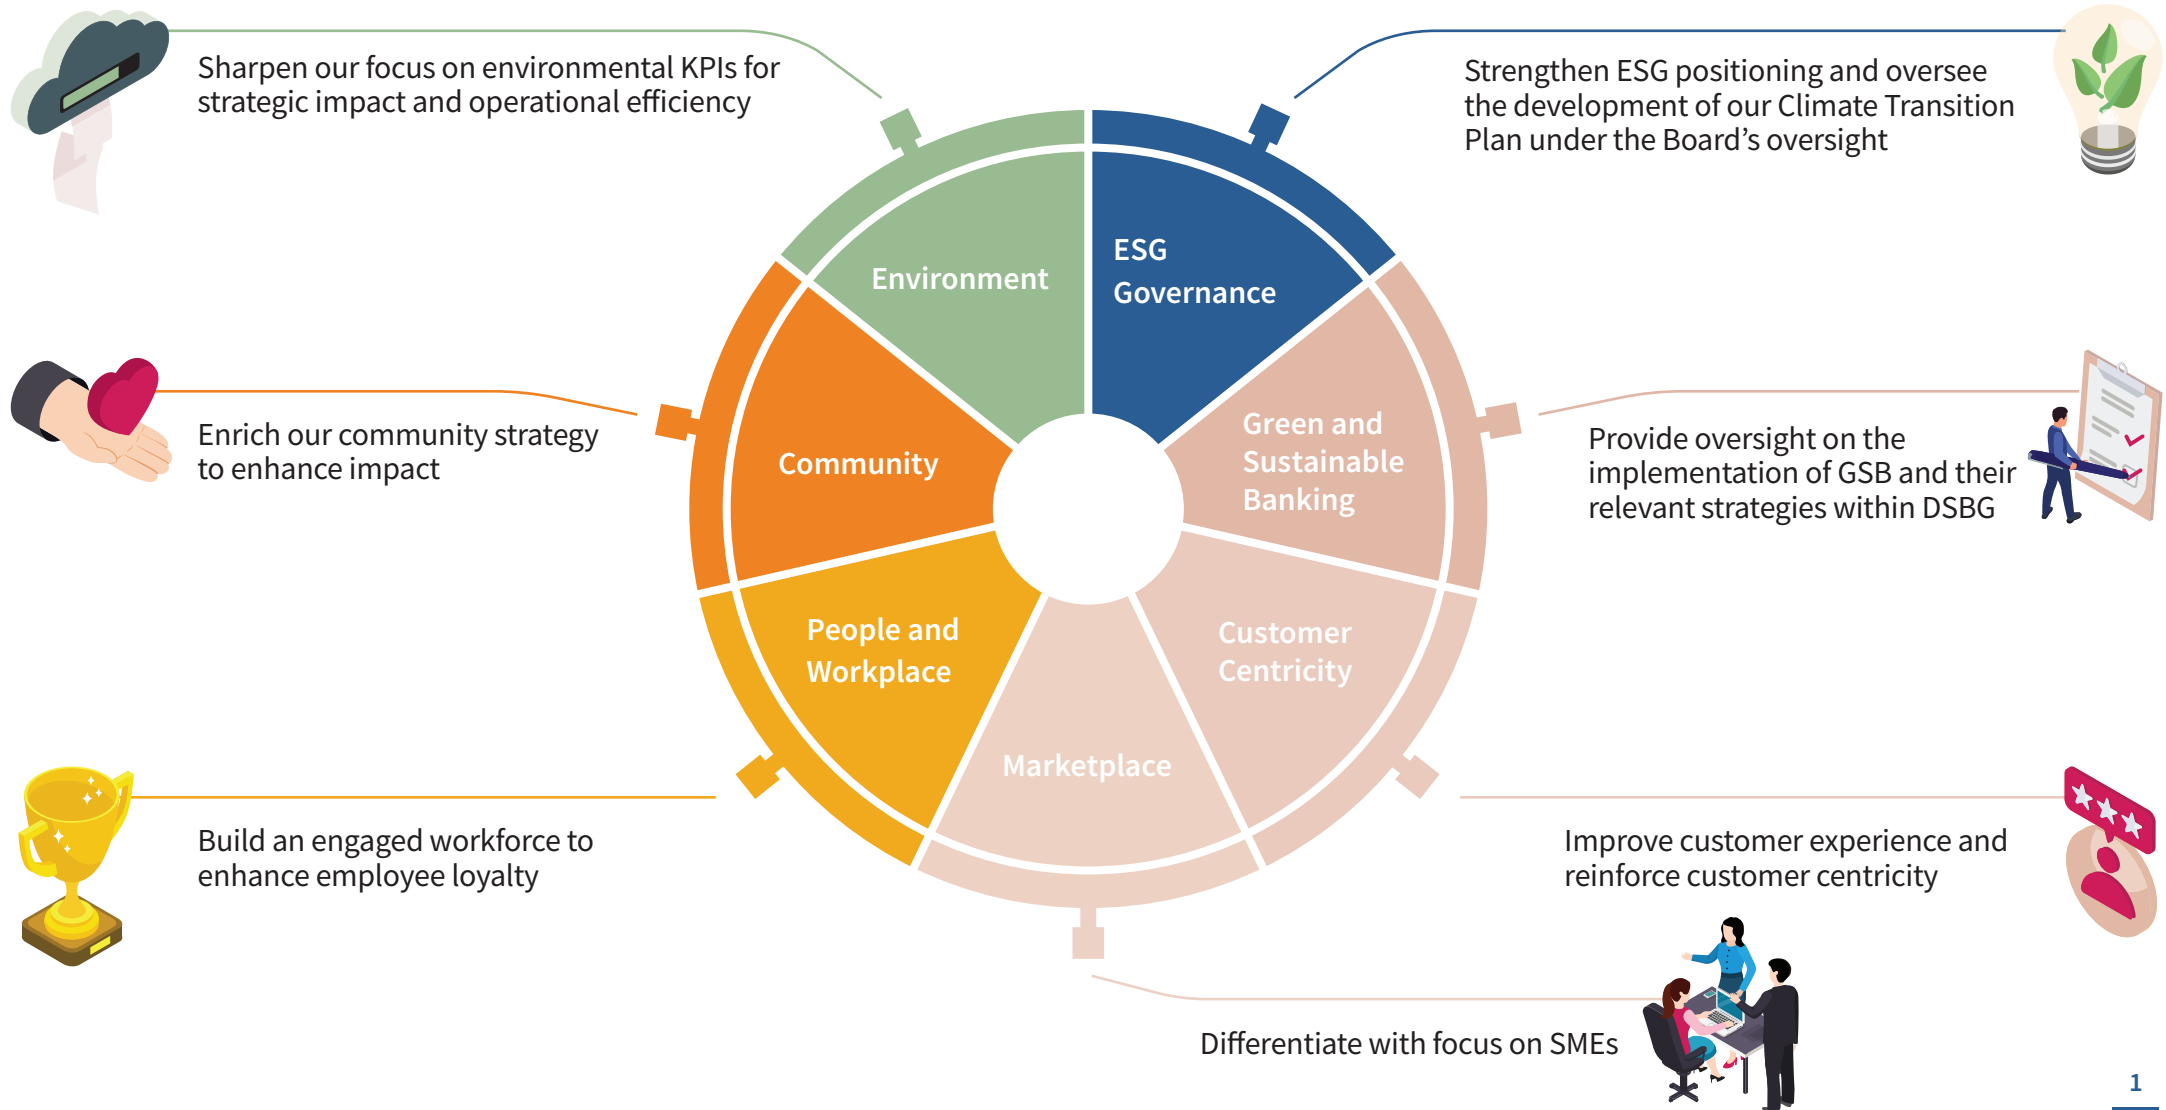 Sharpen our focus on environmental KPIs for
strategic impact and operational efficiency
Strengthen ESG positioning and oversee
the development of our Climate Transition
Plan under the Board’s oversight
Environment
ESG
Governance
Enrich our community strategy
to enhance impact
Community
Green and
Sustainable
Banking
Provide oversight on the
implementation of GSB and their
relevant strategies within DSBG
People and
Workplace
Customer
Centricity
Marketplace
Build an engaged workforce to
enhance employee loyalty
Improve customer experience and
reinforce customer centricity
Differentiate with focus on SMEs
1